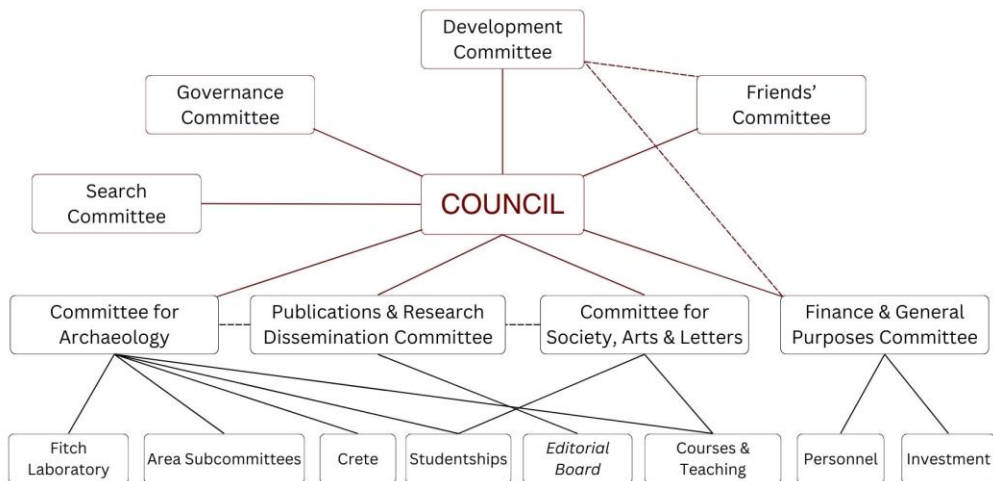 Development
Committee
Governance
Committee
Friends'
Committee
Search
Committee
COUNCIL
Committee for
Archaeology
Publications & Research
Dissemination Committee
Committee for
Society, Arts & Letters
Finance & General
Purposes Committee
Fitch
Laboratory
Area Subcommittees
Crete
Studentships
Editorial
Board
Courses &
Teaching
Personnel
Investment